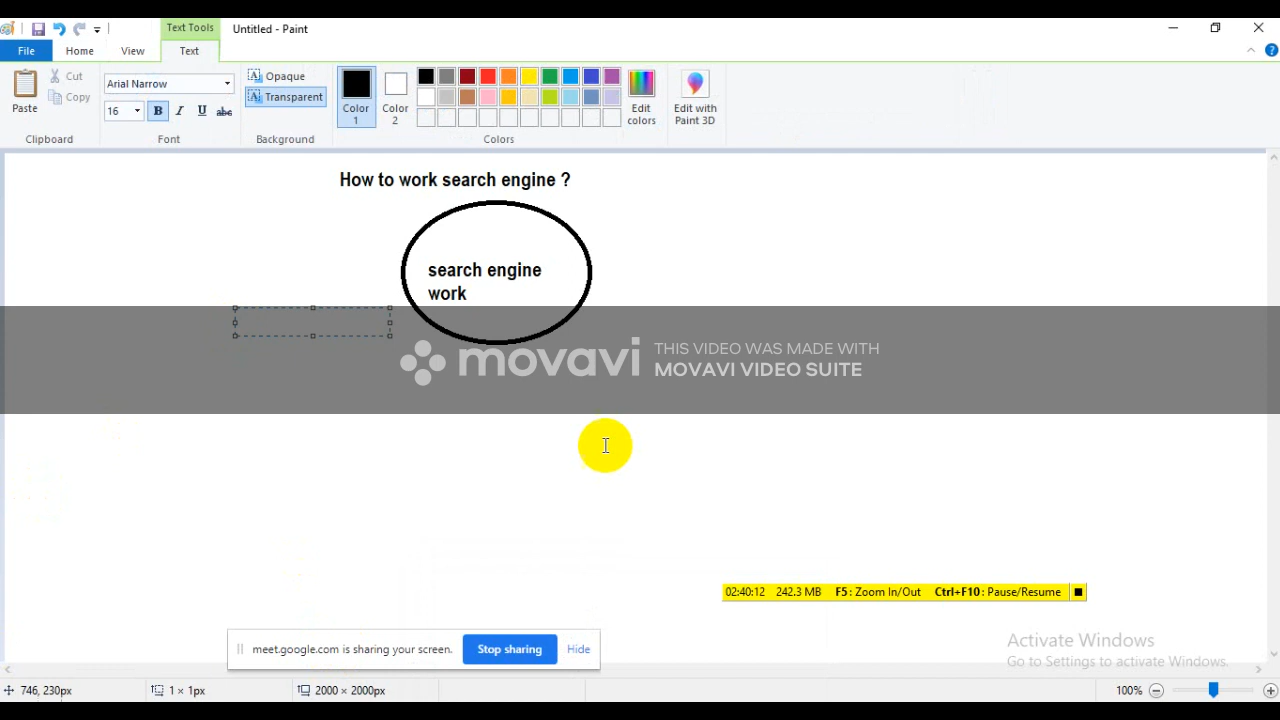 Text Tools
Untitled - Paint
File
Home
View
Text
Paste
Cut
Copy
Clipboard
Arial Narrow
16
B
I
U
abc
Font
Opaque
Transparent
Background
Color
1
Color
2
Colors
Edit
colors
Edit with
Paint 3D
How to work search engine ?
search engine
work
movavi
THIS VIDEO WAS MADE WITH
MOVAVI VIDEO SUITE
02:40:12 242.3 MB F5: Zoom In/Out Ctrl+F10: Pause/Resume
meet.google.com is sharing your screen.
Stop sharing
Hide
Activate Windows
Go to Settings to activate Windows.
746, 230px
1 × 1px
2000 × 2000px
100%